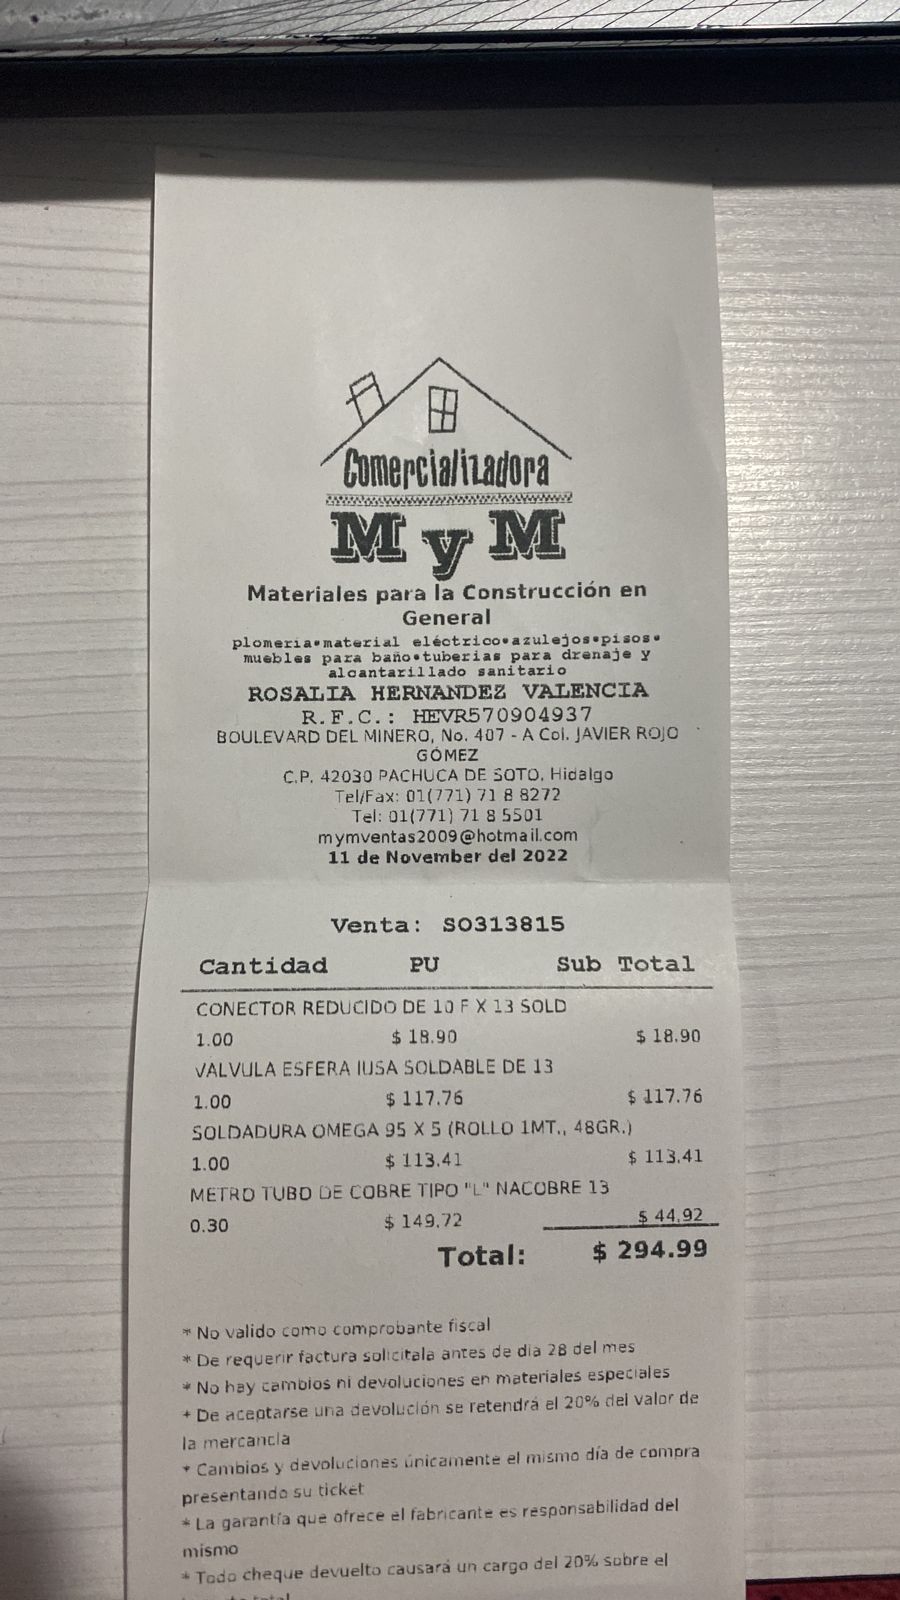 Comercializadora
M y M
Materiales para la Construcción en
General
plomeria•material eléctrico•azulejos•pisos•
muebles para baño•tuberias para drenaje y
alcantarillado sanitario
ROSALIA HERNANDEZ VALENCIA
R.F.C.: HEVR570904937
BOULEVARD DEL MINERO, No. 407 - A Col. JAVIER ROJO
GÓMEZ
C.P. 42030 PACHUCA DE SOTO, Hidalgo
Tel/Fax: 01(771) 71 8 8272
Tel: 01(771) 71 8 5501
mymventas2009@hotmail.com
11 de November del 2022
Venta: SO313815
Cantidad PU Sub Total
CONECTOR REDUCIDO DE 10 F X 13 SOLD
1.00 $ 18.90 $ 18.90
VALVULA ESFERA IUSA SOLDABLE DE 13
1.00 $ 117.76 $ 117.76
SOLDADURA OMEGA 95 X 5 (ROLLO 1MT., 48GR.)
1.00 $ 113.41 $ 113.41
METRO TUBO DE COBRE TIPO "L" NACOBRE 13
0.30 $ 149.72 $ 44.92
Total: $ 294.99
* No valido como comprobante fiscal
* De requerir factura solicitala antes de dia 28 del mes
* No hay cambios ni devoluciones en materiales especiales
* De aceptarse una devolución se retendrá el 20% del valor de
la mercancia
* Cambios y devoluciones únicamente el mismo día de compra
presentando su ticket
* La garantía que ofrece el fabricante es responsabilidad del
mismo
* Todo cheque devuelto causará un cargo del 20% sobre el
total